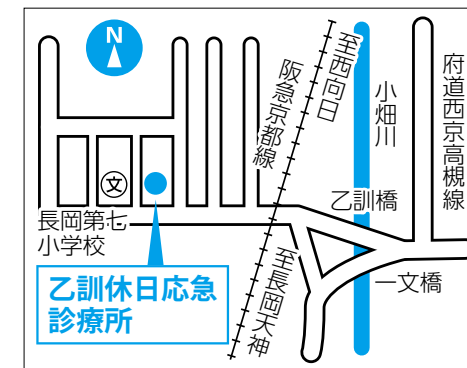 N
至西向日
阪急京都線
小畑川
府道西京高槻線
文
乙訓橋
長岡第七
小学校
一文橋
至長岡天神
乙訓休日応急
診療所